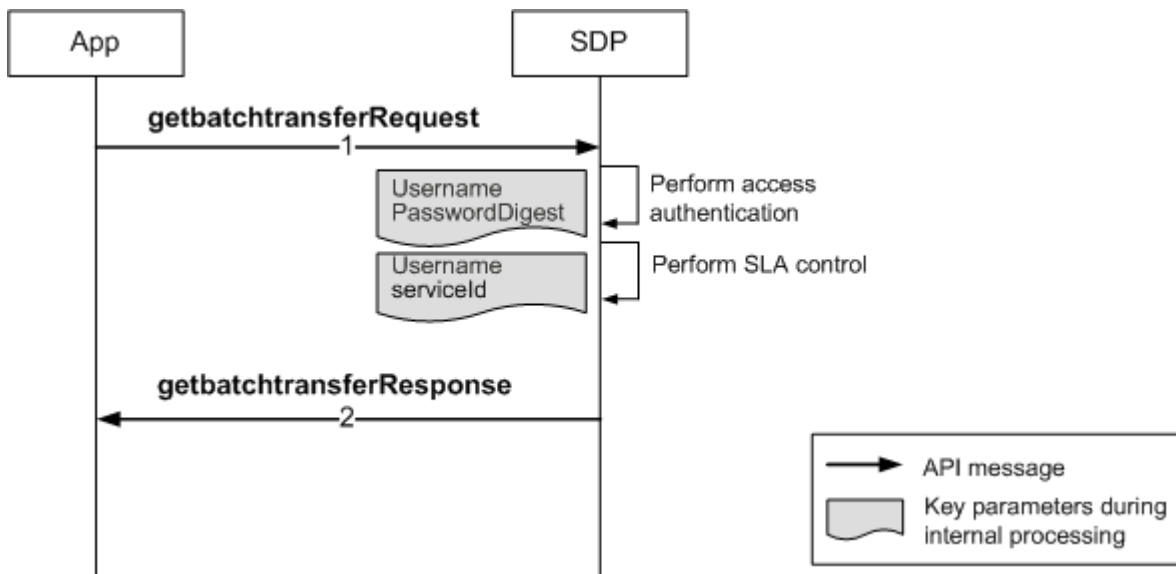 App
SDP
getbatchtransferRequest
1
Username
PasswordDigest
Perform access
authentication
Username
serviceId
Perform SLA control
getbatchtransferResponse
2
API message
Key parameters during
internal processing